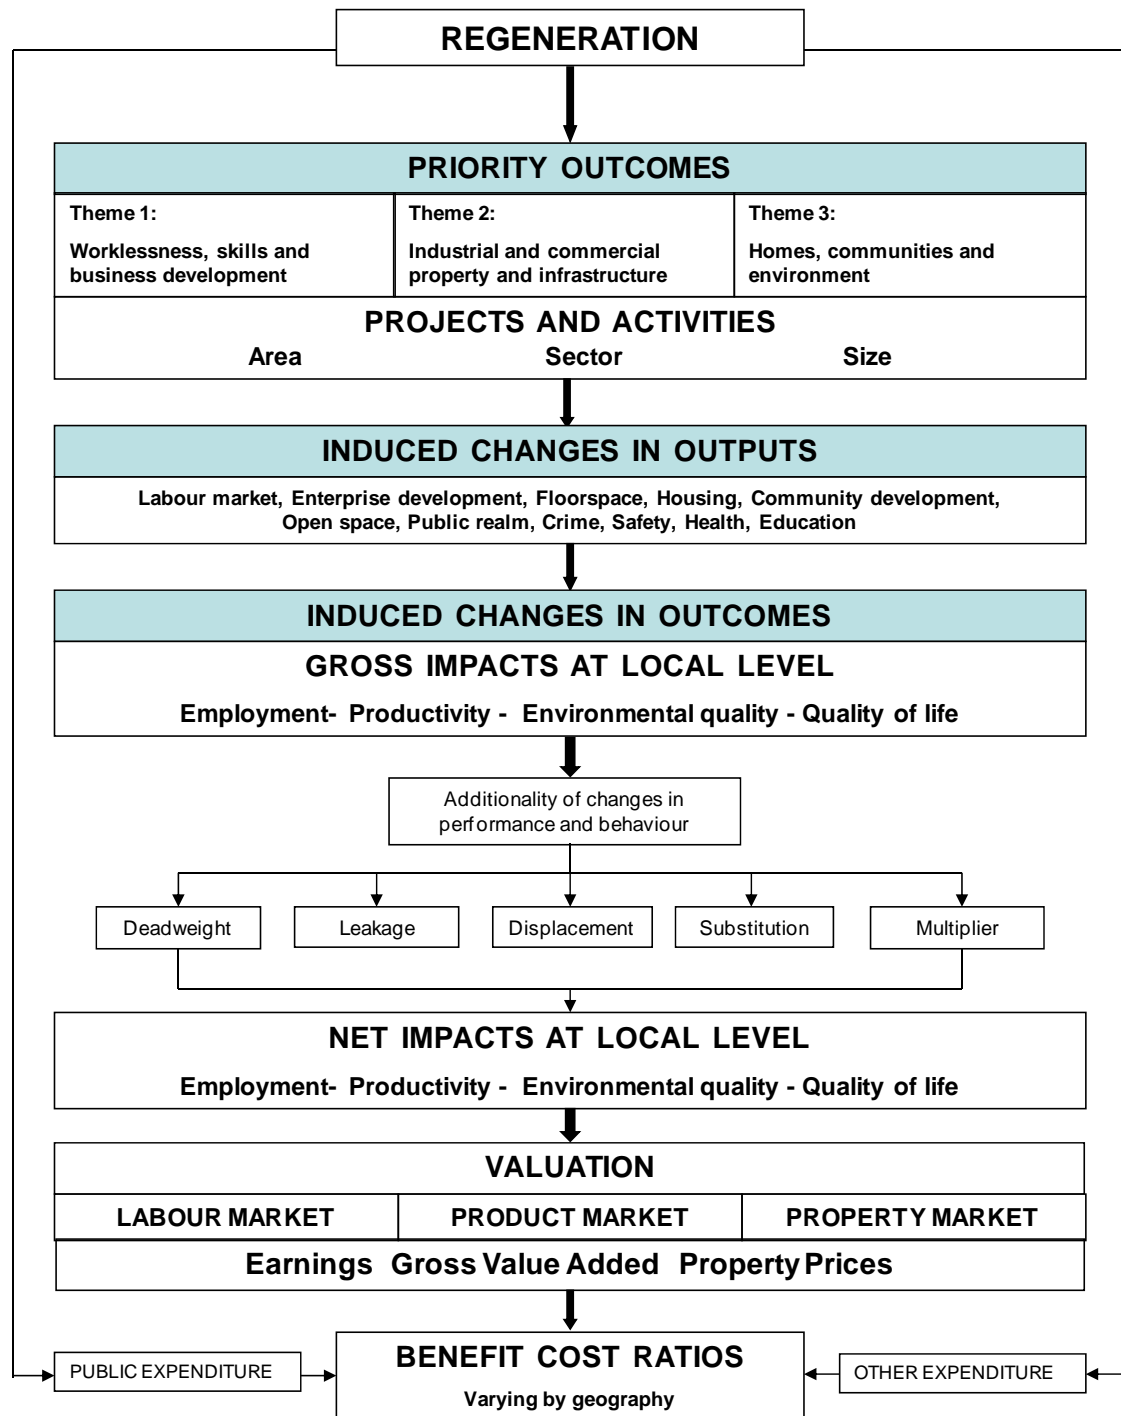 REGENERATION
PRIORITY OUTCOMES
Theme 1:
Worklessness, skills and
business development
Theme 2:
Industrial and commercial
property and infrastructure
Theme 3:
Homes, communities and
environment
PROJECTS AND ACTIVITIES
Area Sector Size
INDUCED CHANGES IN OUTPUTS
Labour market, Enterprise development, Floorspace, Housing, Community development,
Open space, Public realm, Crime, Safety, Health, Education
INDUCED CHANGES IN OUTCOMES
GROSS IMPACTS AT LOCAL LEVEL
Employment- Productivity - Environmental quality - Quality of life
Additionality of changes in
performance and behaviour
Deadweight
Leakage
Displacement
Substitution
Multiplier
NET IMPACTS AT LOCAL LEVEL
Employment- Productivity - Environmental quality - Quality of life
VALUATION
LABOUR MARKET
PRODUCT MARKET
PROPERTY MARKET
Earnings Gross Value Added Property Prices
PUBLIC EXPENDITURE
BENEFIT COST RATIOS
Varying by geography
OTHER EXPENDITURE